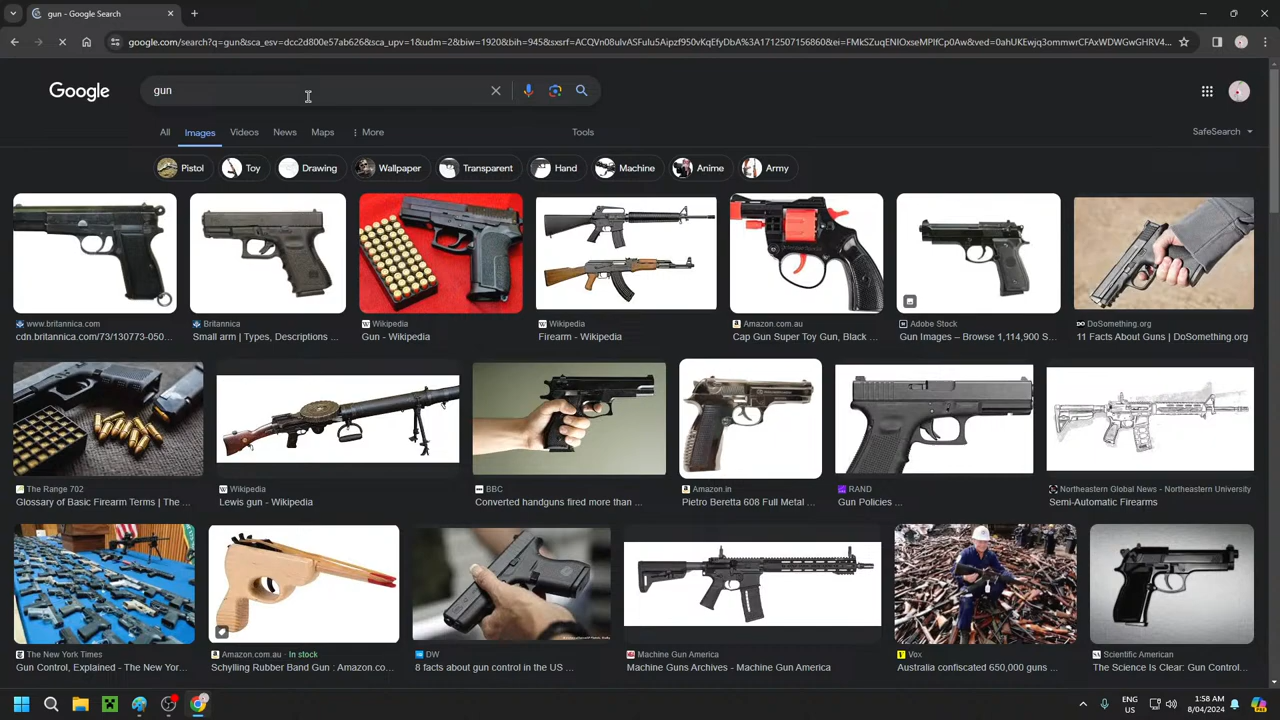 gun - Google Search
google.com/search?q=gun&sca_esv=dcc2d800e57ab626&sca_upv=1&udm=2&biw=1920&bih=945&sxsrf=ACQVn08ulvASFulu5Aipzf950vKqEfyDbA%3A1712507160860&ei=FMkSZuqENIOxseMPIfCp0Aw&ved=0ahUKEwjq3ommwrCFAxWDWGwGHRV4...
Google
gun
All
Images
Videos
News
Maps
More
Tools
SafeSearch
Pistol
Toy
Drawing
Wallpaper
Transparent
Hand
Machine
Anime
Army
www.britannica.com
cdn.britannica.com/73/130773-050...
Britannica
Small arm | Types, Descriptions ...
Wikipedia
Gun - Wikipedia
Wikipedia
Firearm - Wikipedia
Amazon.com.au
Cap Gun Super Toy Gun, Black ...
Adobe Stock
Gun Images – Browse 1,114,900 S...
DoSomething.org
11 Facts About Guns | DoSomething.org
The Range 702
Glossary of Basic Firearm Terms | The ...
Wikipedia
Lewis gun - Wikipedia
BBC
Converted handguns fired more than ...
Amazon.in
Pietro Beretta 608 Full Metal ...
RAND
Gun Policies ...
Northeastern Global News - Northeastern University
Semi-Automatic Firearms
The New York Times
Gun Control, Explained - The New Yor...
Amazon.com.au · In stock
Schylling Rubber Band Gun : Amazon.co...
DW
8 facts about gun control in the US ...
Machine Gun America
Machine Guns Archives - Machine Gun America
Vox
Australia confiscated 650,000 guns ...
Scientific American
The Science Is Clear: Gun Control...
ENG
US
1:58 AM
8/04/2024